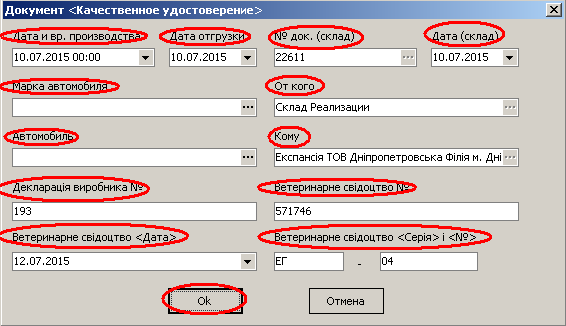 Документ <Качественное удостоверение>
Дата и вр. производства Дата отгрузки № док. (склад) Дата (склад)
10.07.2015 00:00 10.07.2015 22611 ... 10.07.2015
Марка автомобиля От кого
... Склад Реализации ...
Автомобиль Кому
... Експансія ТОВ Дніпропетровська Філія м. Дні ...
Декларація виробника № Ветеринарне свідоцтво №
193 571746
Ветеринарне свідоцтво <Дата> Ветеринарне свідоцтво <Серія> і <№>
12.07.2015 ЕГ - 04
Ok Отмена